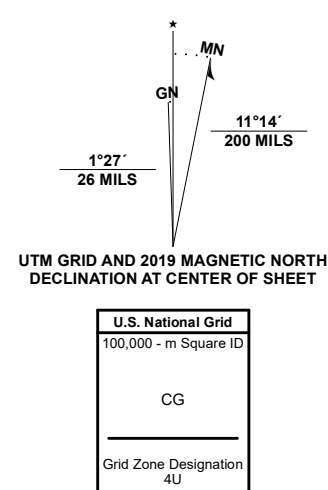 ★
MN
GN
11°14´
200 MILS
1°27´
26 MILS
UTM GRID AND 2019 MAGNETIC NORTH
DECLINATION AT CENTER OF SHEET
U.S. National Grid
100,000 - m Square ID
CG
Grid Zone Designation
4U